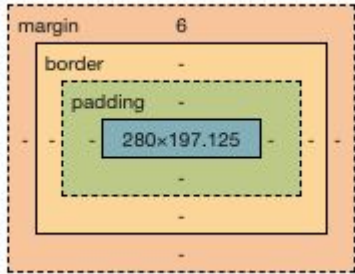 margin 6
border -
padding -
- - - 280×197.125 - - -
-
-
-